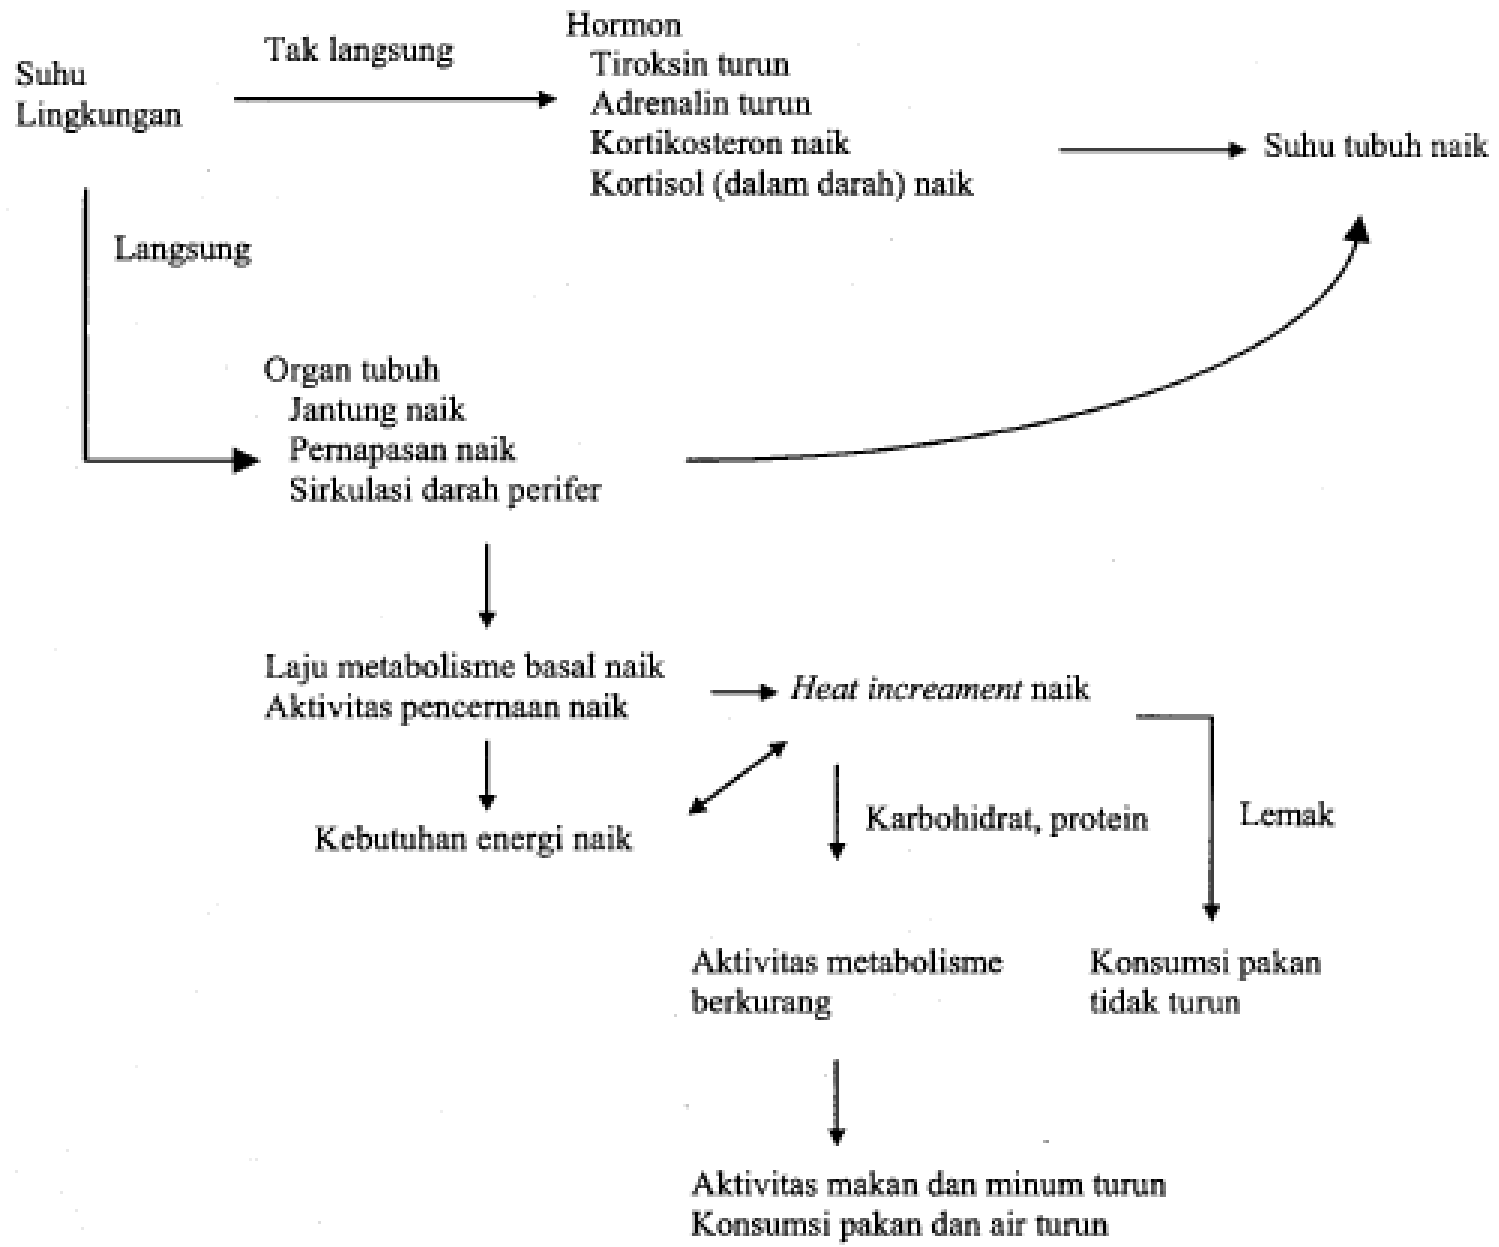 Hormon
Tak langsung
Tiroksin turun
Suhu
Lingkungan
Adrenalin turun
Kortikosteron naik
Suhu tubuh naik
Kortisol (dalam darah) naik
Langsung
Organ tubuh
Jantung naik
Pernapasan naik
Sirkulasi darah perifer
Laju metabolisme basal naik
Aktivitas pencernaan naik
Heat increament naik
Kebutuhan energi naik
Karbohidrat, protein
Lemak
Aktivitas metabolisme
berkurang
Konsumsi pakan
tidak turun
Aktivitas makan dan minum turun
Konsumsi pakan dan air turun